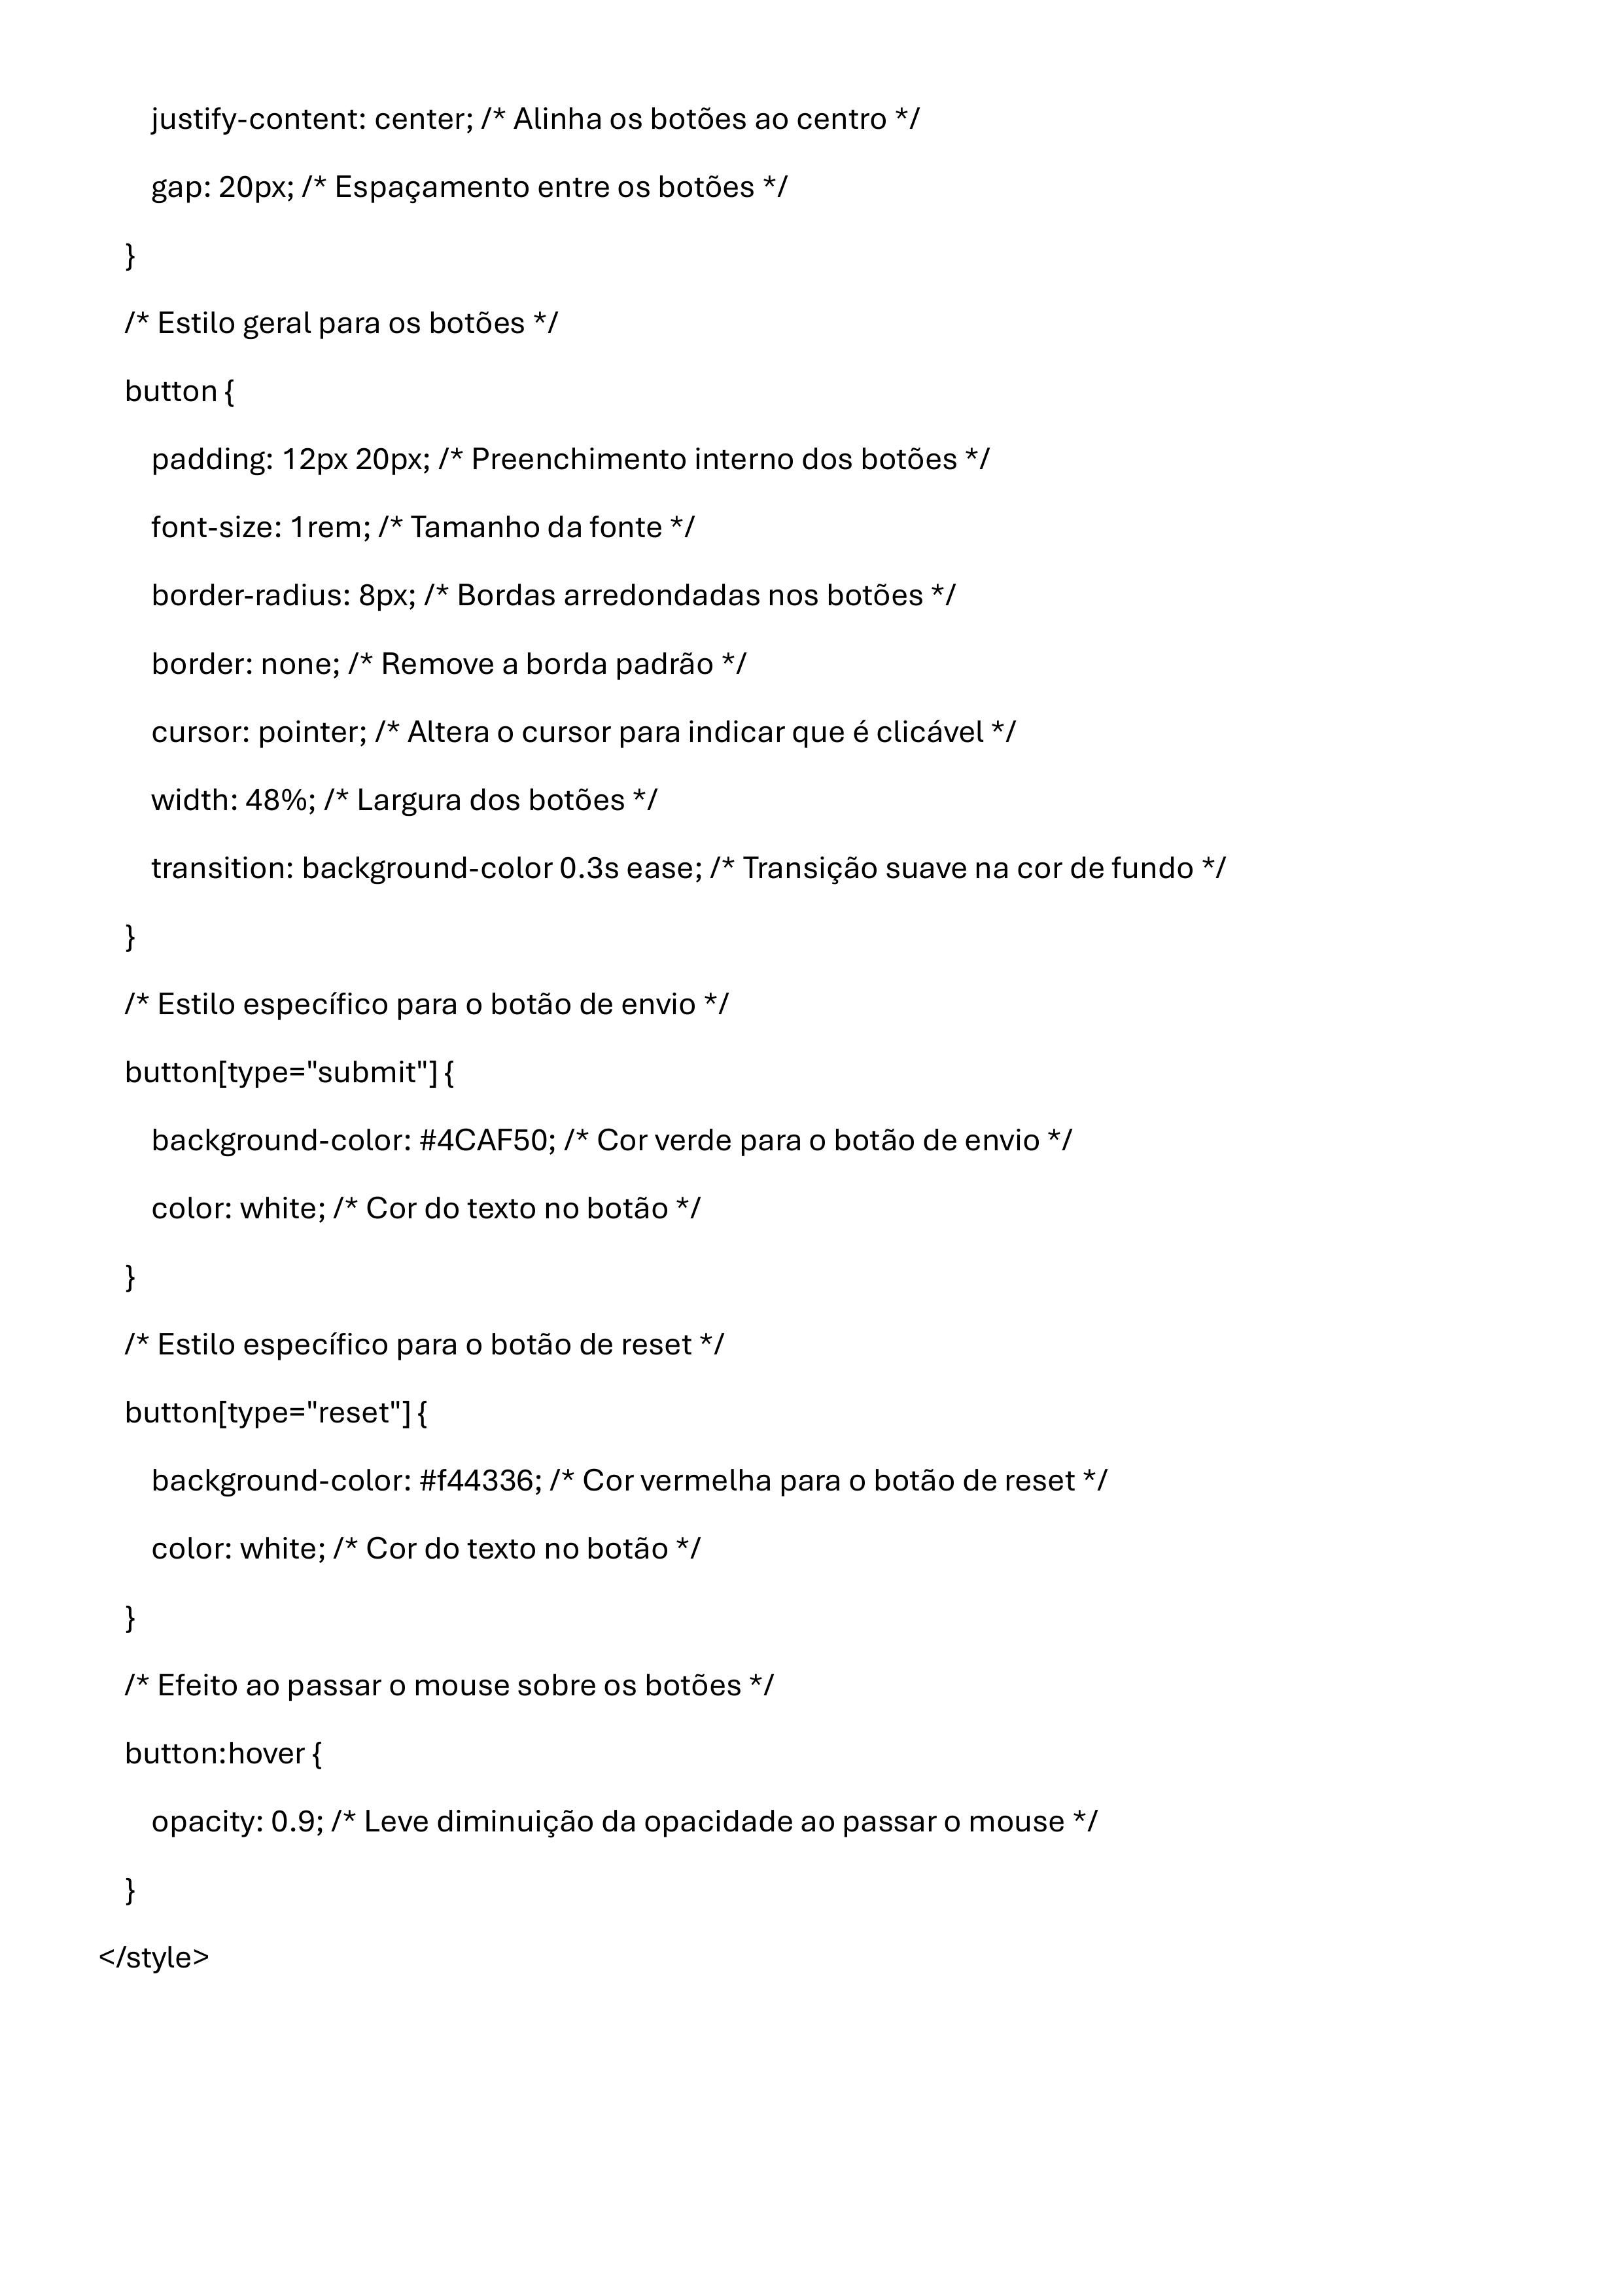 justify-content: center; /* Alinha os botões ao centro */
gap: 20px; /* Espaçamento entre os botões */
}
/* Estilo geral para os botões */
button {
padding: 12px 20px; /* Preenchimento interno dos botões */
font-size: 1rem; /* Tamanho da fonte */
border-radius: 8px; /* Bordas arredondadas nos botões */
border: none; /* Remove a borda padrão */
cursor: pointer; /* Altera o cursor para indicar que é clicável */
width: 48%; /* Largura dos botões */
transition: background-color 0.3s ease; /* Transição suave na cor de fundo */
}
/* Estilo específico para o botão de envio */
button[type="submit"] {
background-color: #4CAF50; /* Cor verde para o botão de envio */
color: white; /* Cor do texto no botão */
}
/* Estilo específico para o botão de reset */
button[type="reset"] {
background-color: #f44336; /* Cor vermelha para o botão de reset */
color: white; /* Cor do texto no botão */
}
/* Efeito ao passar o mouse sobre os botões */
button:hover {
opacity: 0.9; /* Leve diminuição da opacidade ao passar o mouse */
}
</style>